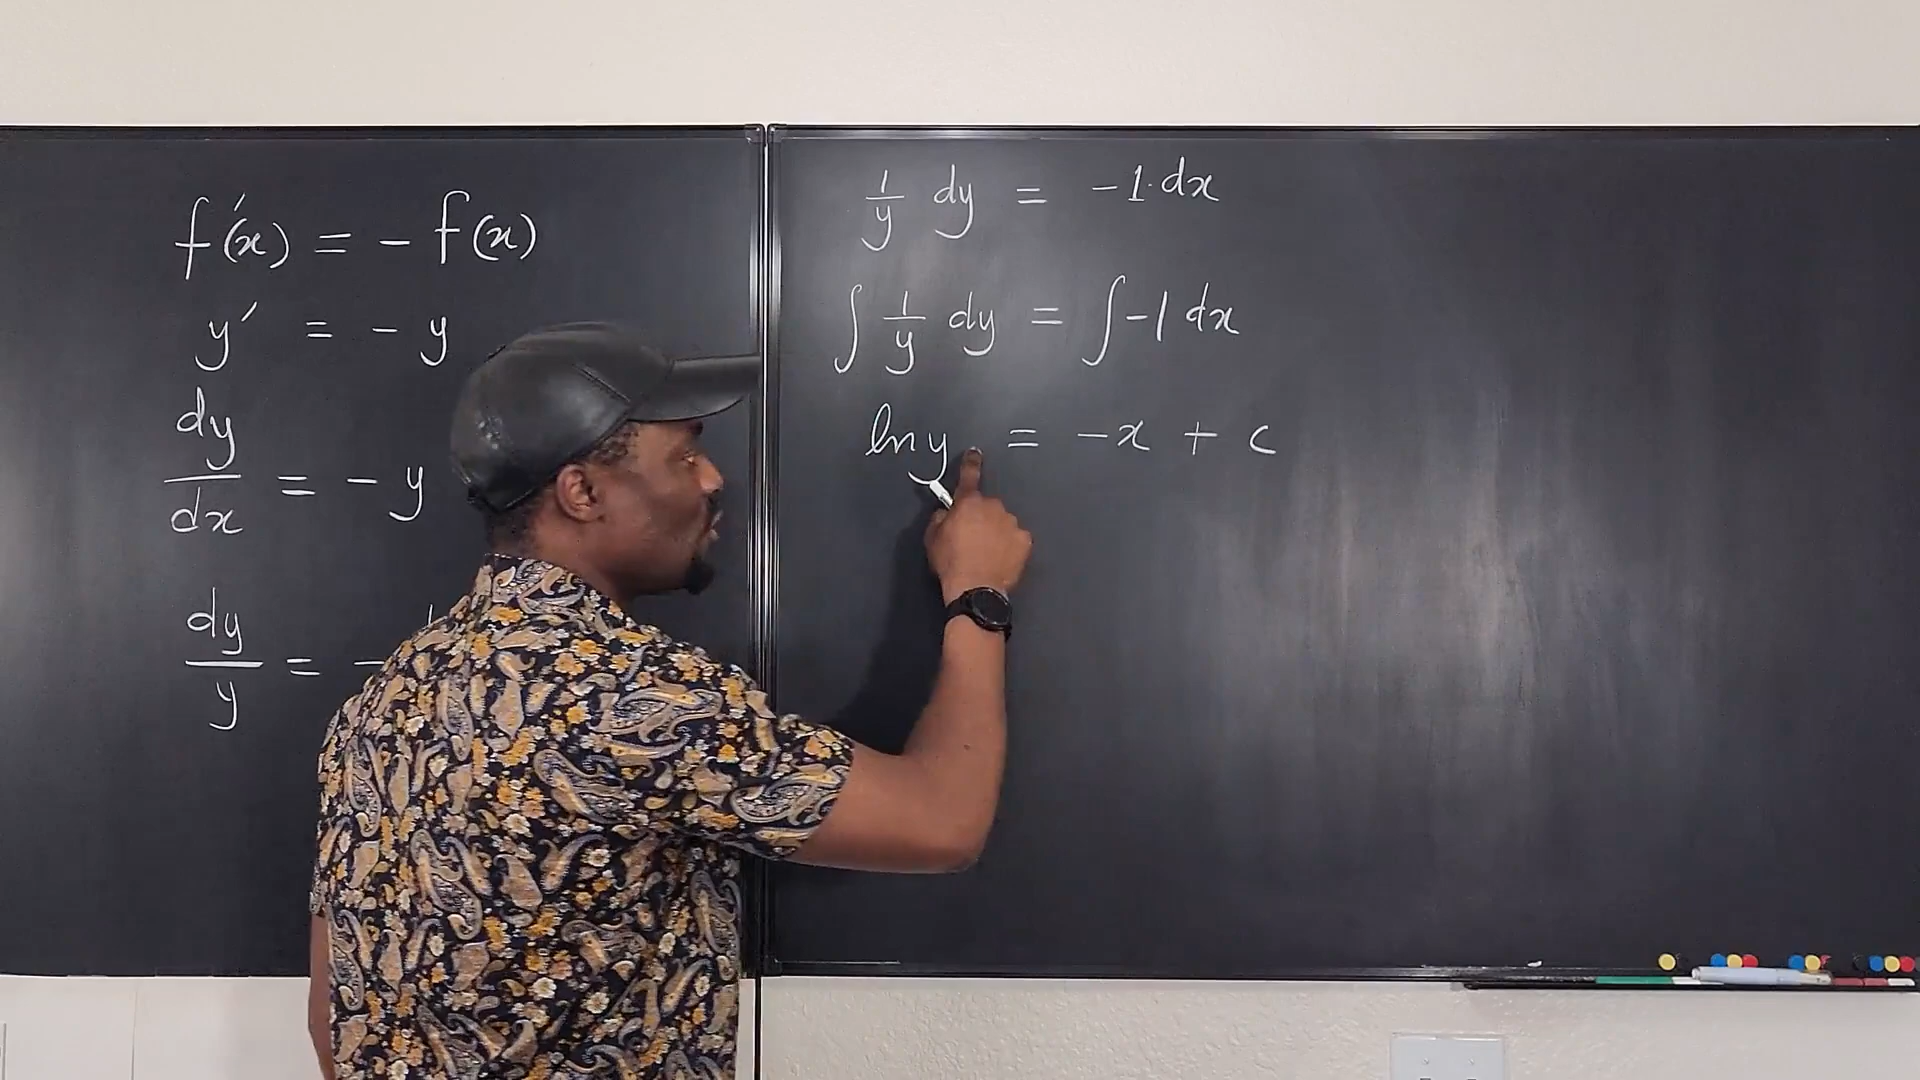 f'(x) = - f(x)
y' = - y
dy/dx = - y
dy/y = -
1/y dy = -1·dx
∫ 1/y dy = ∫ -1 dx
ln y = -x + c